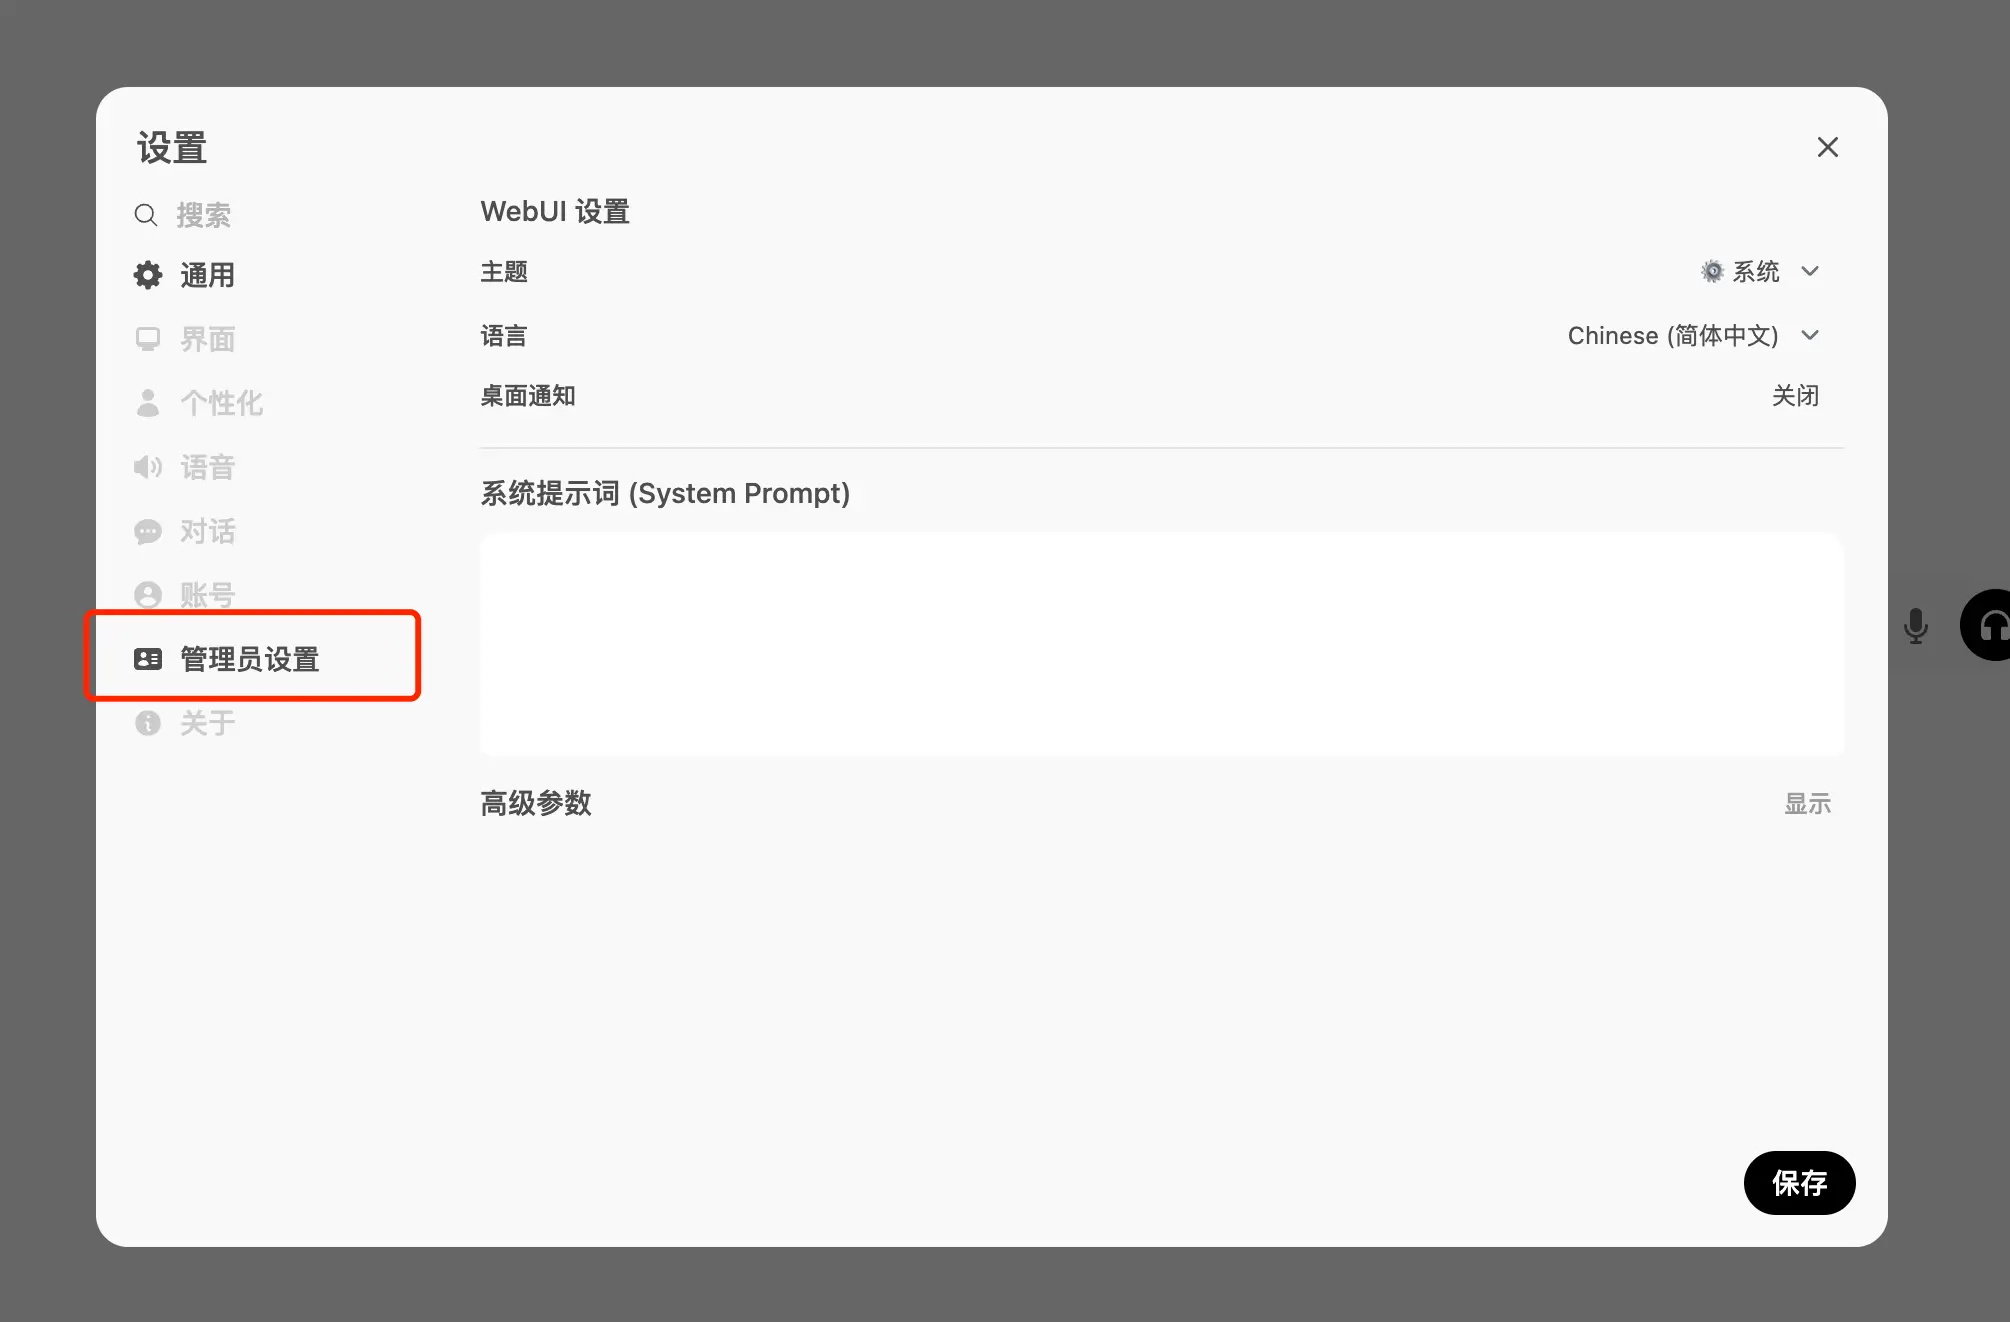 设置
搜索
通用
界面
个性化
语音
对话
账号
管理员设置
关于
WebUI 设置
主题
系统
语言
Chinese (简体中文)
桌面通知
关闭
系统提示词 (System Prompt)
高级参数
显示
保存